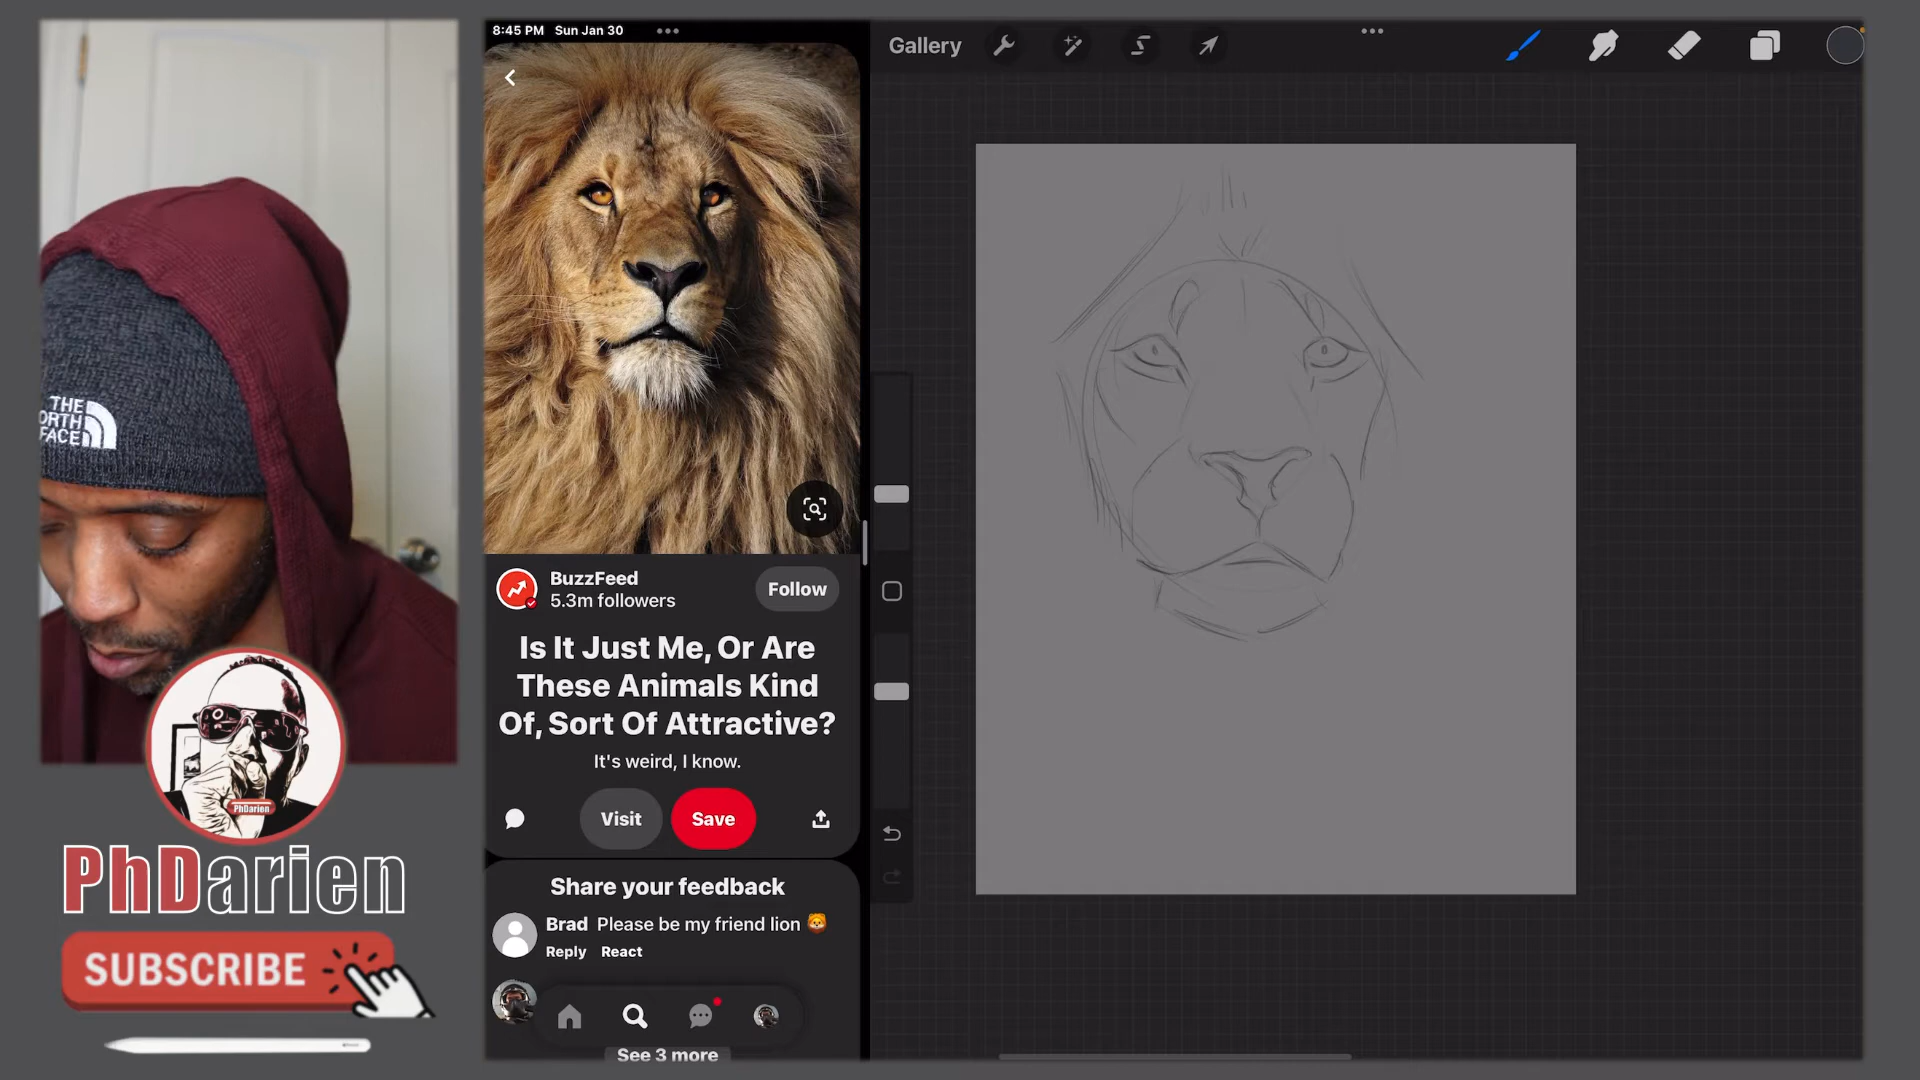 8:45 PM Sun Jan 30
Gallery
THE
ORTH
FACE
BuzzFeed
5.3m followers
Follow
Is It Just Me, Or Are
These Animals Kind
Of, Sort Of Attractive?
It's weird, I know.
Visit
Save
Share your feedback
Brad Please be my friend lion
Reply React
See 3 more
PhDarien
PhDarien
SUBSCRIBE